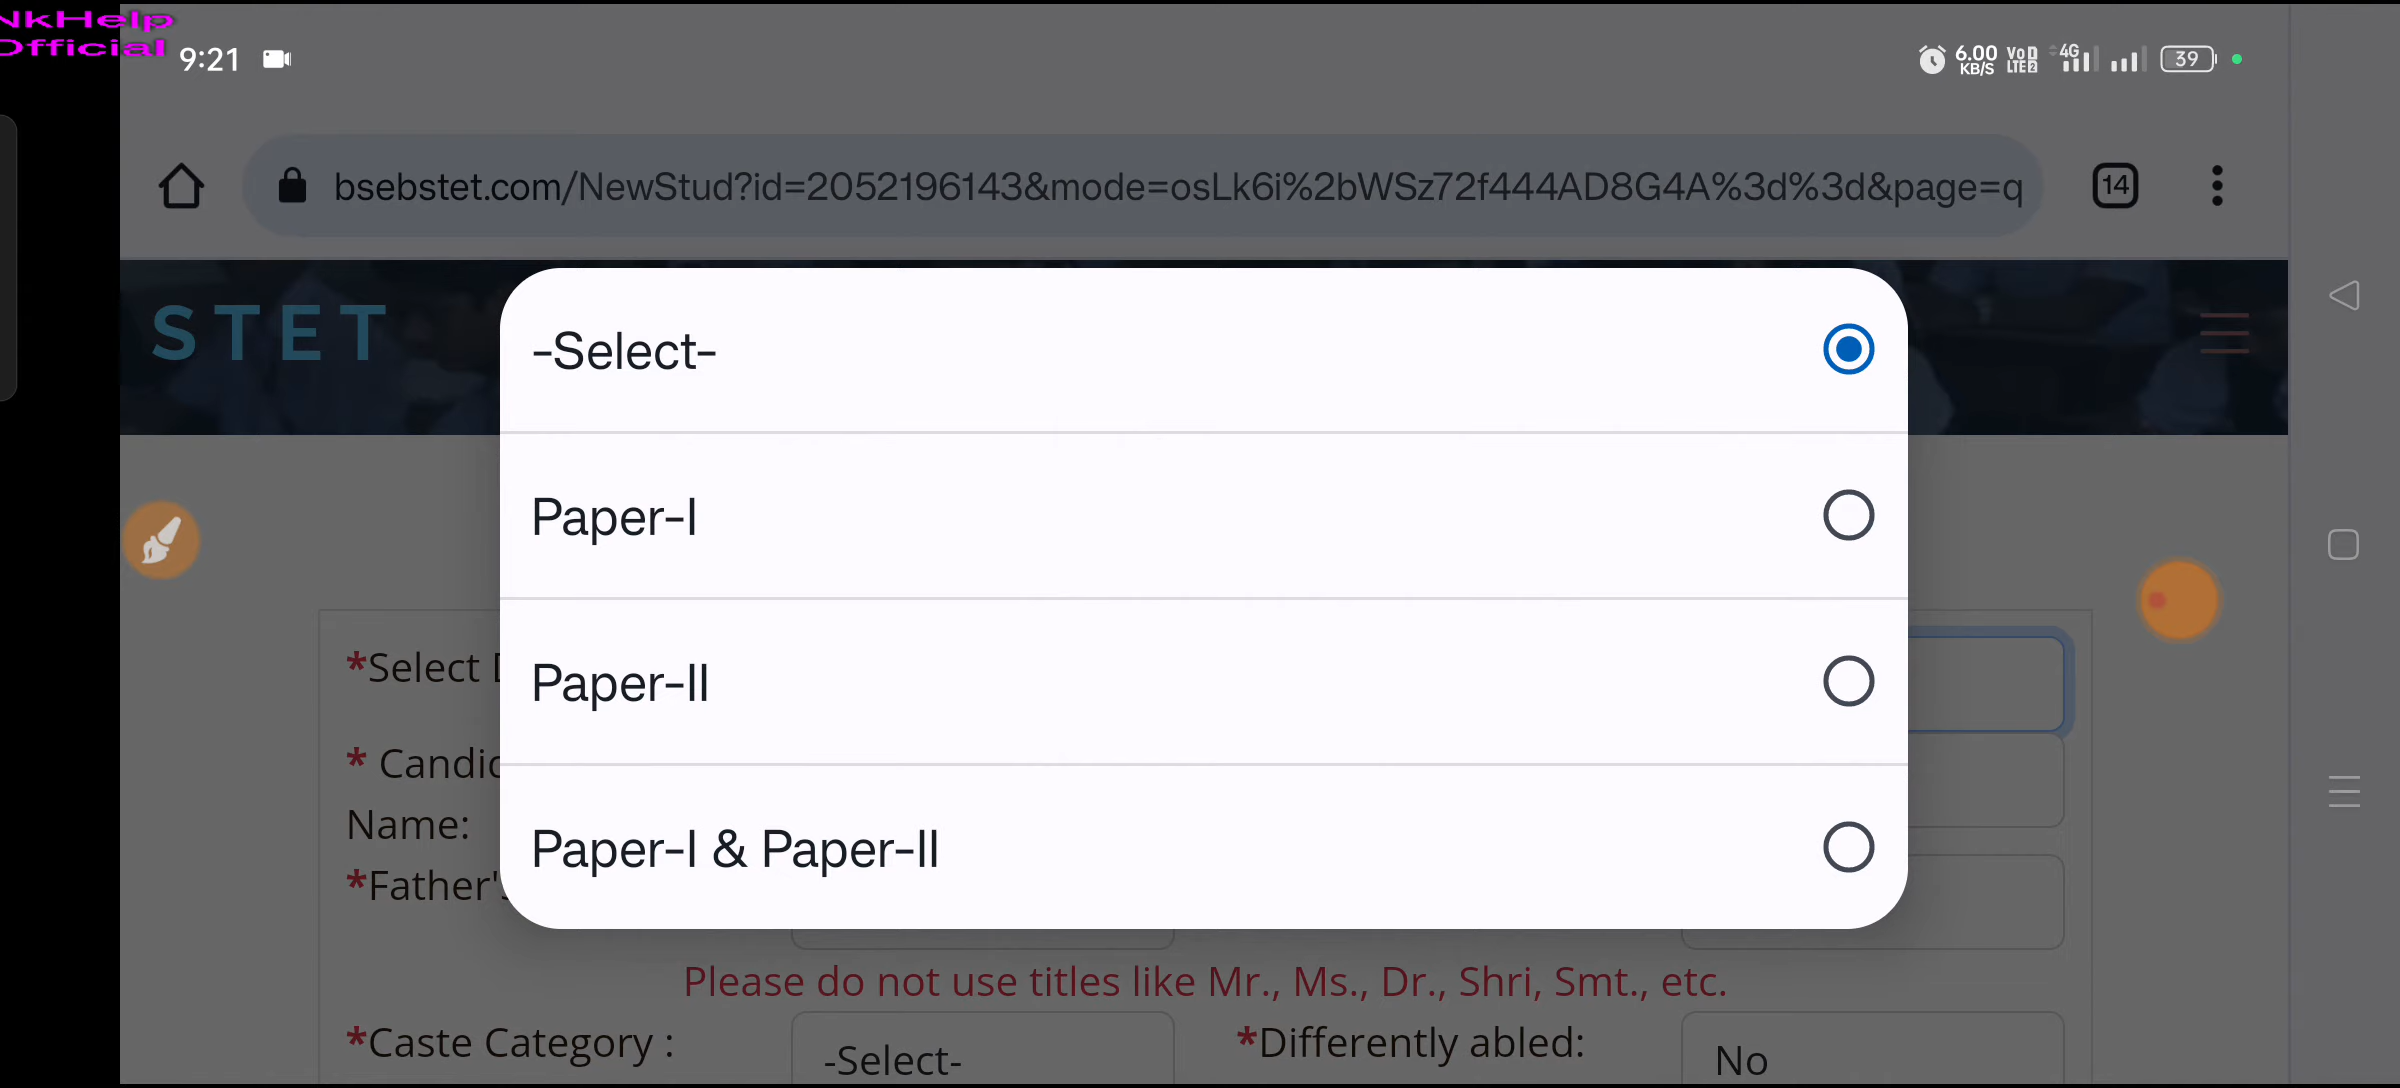 NkHelp
Official
9:21
6.00 KB/S VoD LTE2 4G 39
bsebstet.com/NewStud?id=2052196143&mode=osLk6i%2bWSz72f444AD8G4A%3d%3d&page=q
14
STET
-Select-
Paper-I
Paper-II
Paper-I & Paper-II
*Select
* Candid
Name:
*Father's
Please do not use titles like Mr., Ms., Dr., Shri, Smt., etc.
*Caste Category : -Select- *Differently abled: No